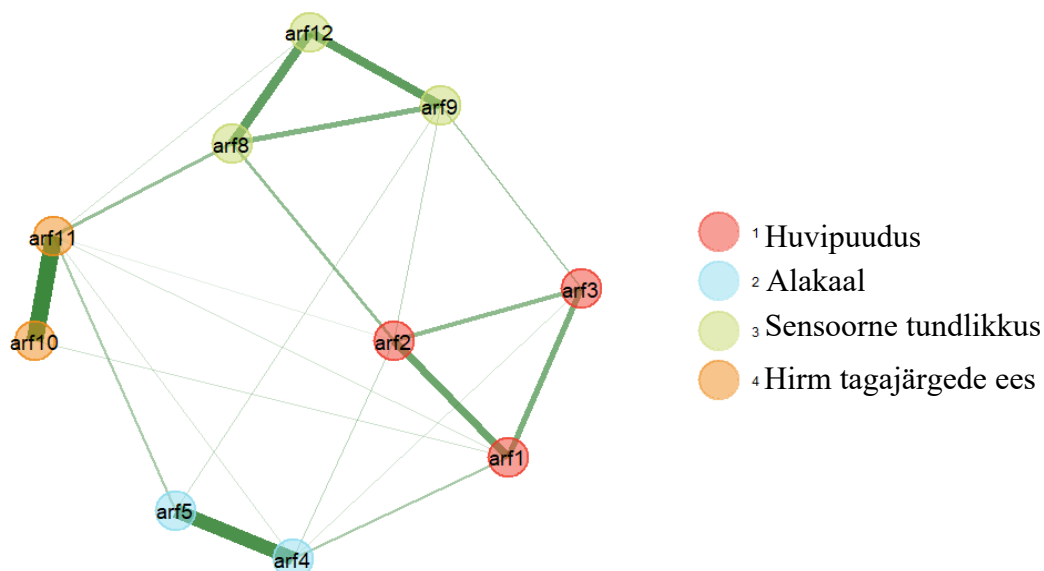 arf12
arf9
arf8
arf11
arf3
arf10
arf2
arf1
arf5
arf4
1 Huvipuudus
2 Alakaal
3 Sensoorne tundlikkus
4 Hirm tagajärgede ees